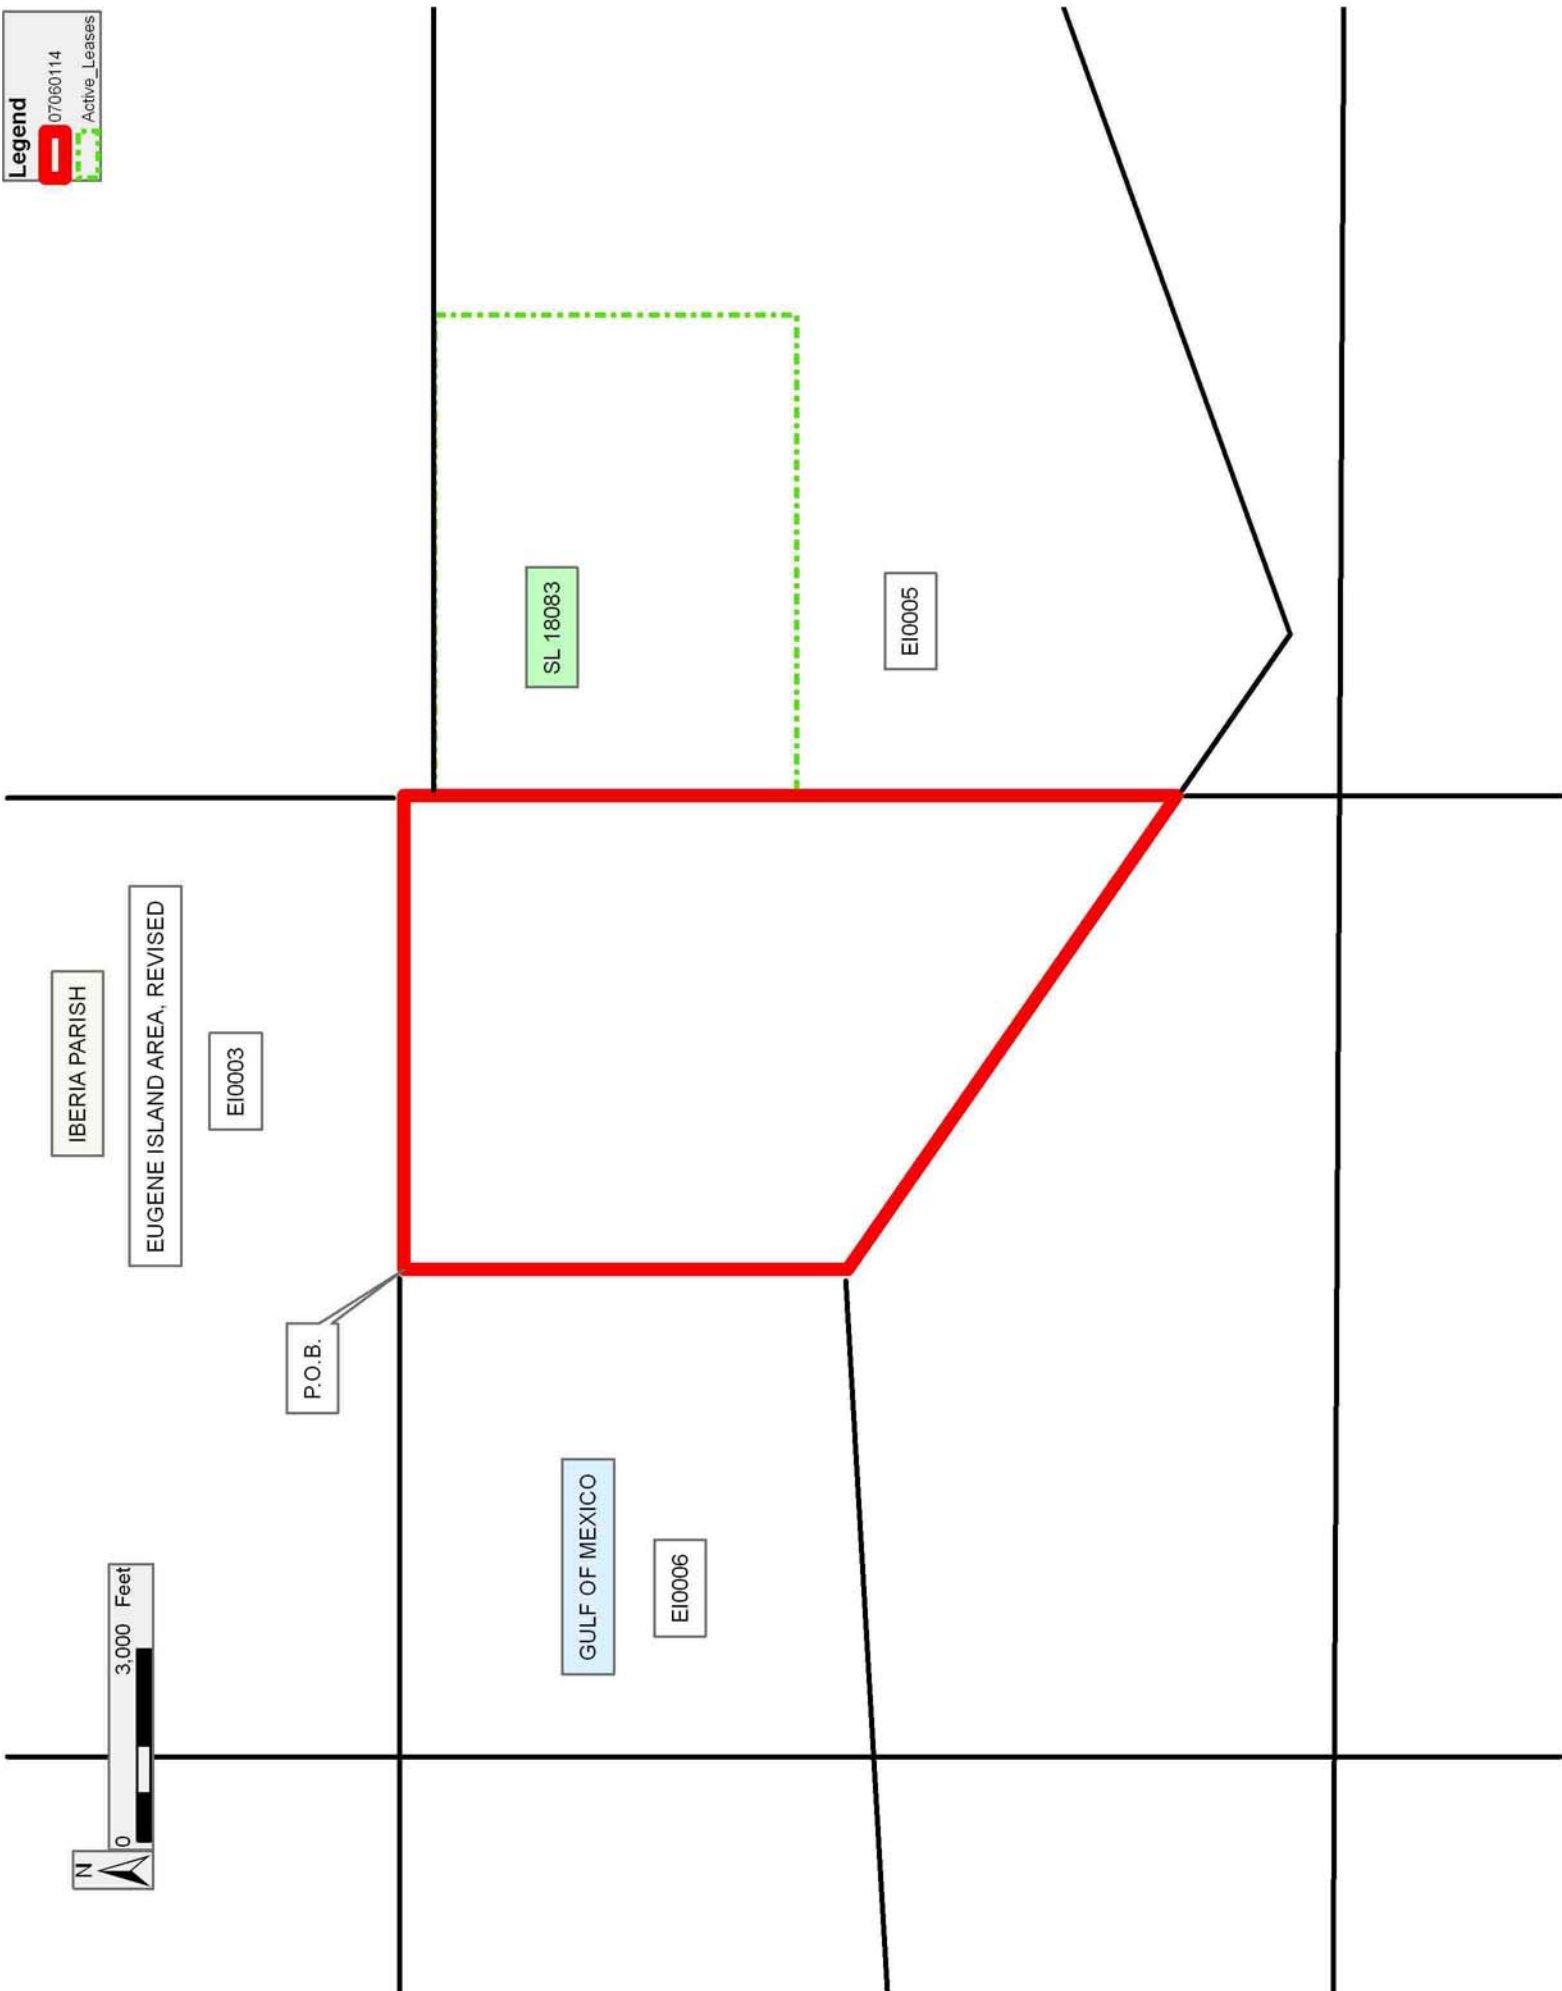 N
0 3,000 Feet
IBERIA PARISH
EUGENE ISLAND AREA, REVISED
EI0003
Legend
07060114
Active_Leases
P.O.B.
GULF OF MEXICO
EI0006
SL 18083
EI0005